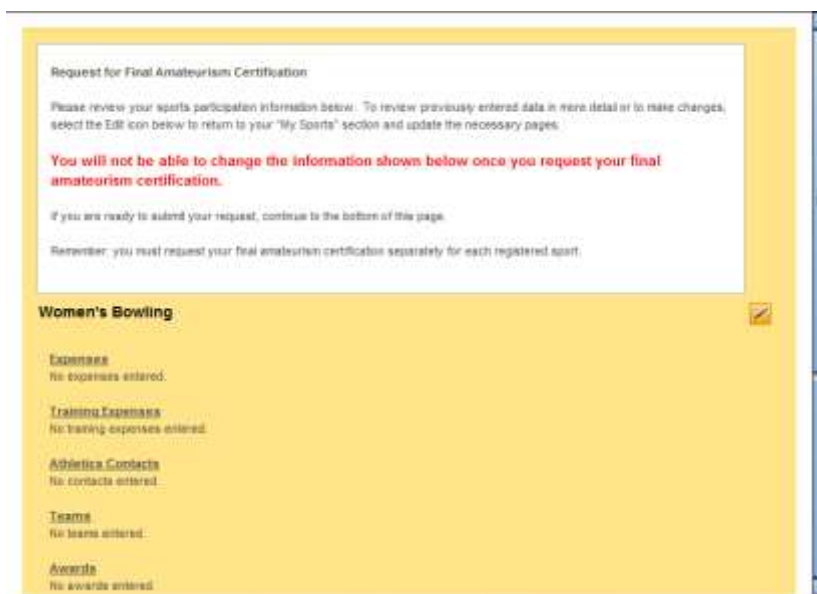 Request for Final Amateurism Certification
Please review your sports participation information below. To review previously entered data in more detail or to make changes,
select the Edit icon below to return to your "My Sports" section and update the necessary pages.
You will not be able to change the information shown below once you request your final
amateurism certification.
If you are ready to submit your request, continue to the bottom of this page.
Remember: you must request your final amateurism certification separately for each registered sport.
Women's Bowling
Expenses
No expenses entered.
Training Expenses
No training expenses entered.
Athletics Contacts
No contacts entered.
Teams
No teams entered.
Awards
No awards entered.